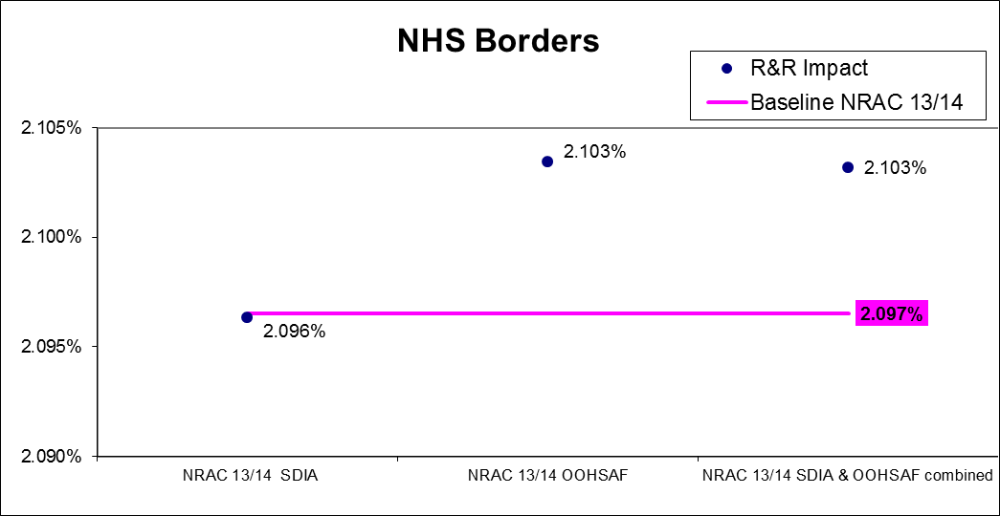 NHS Borders
R&R Impact
Baseline NRAC 13/14
2.105%
2.103%
2.103%
2.100%
2.097%
2.096%
2.095%
2.090%
NRAC 13/14  SDIA
NRAC 13/14 OOHSAF
NRAC 13/14 SDIA & OOHSAF combined